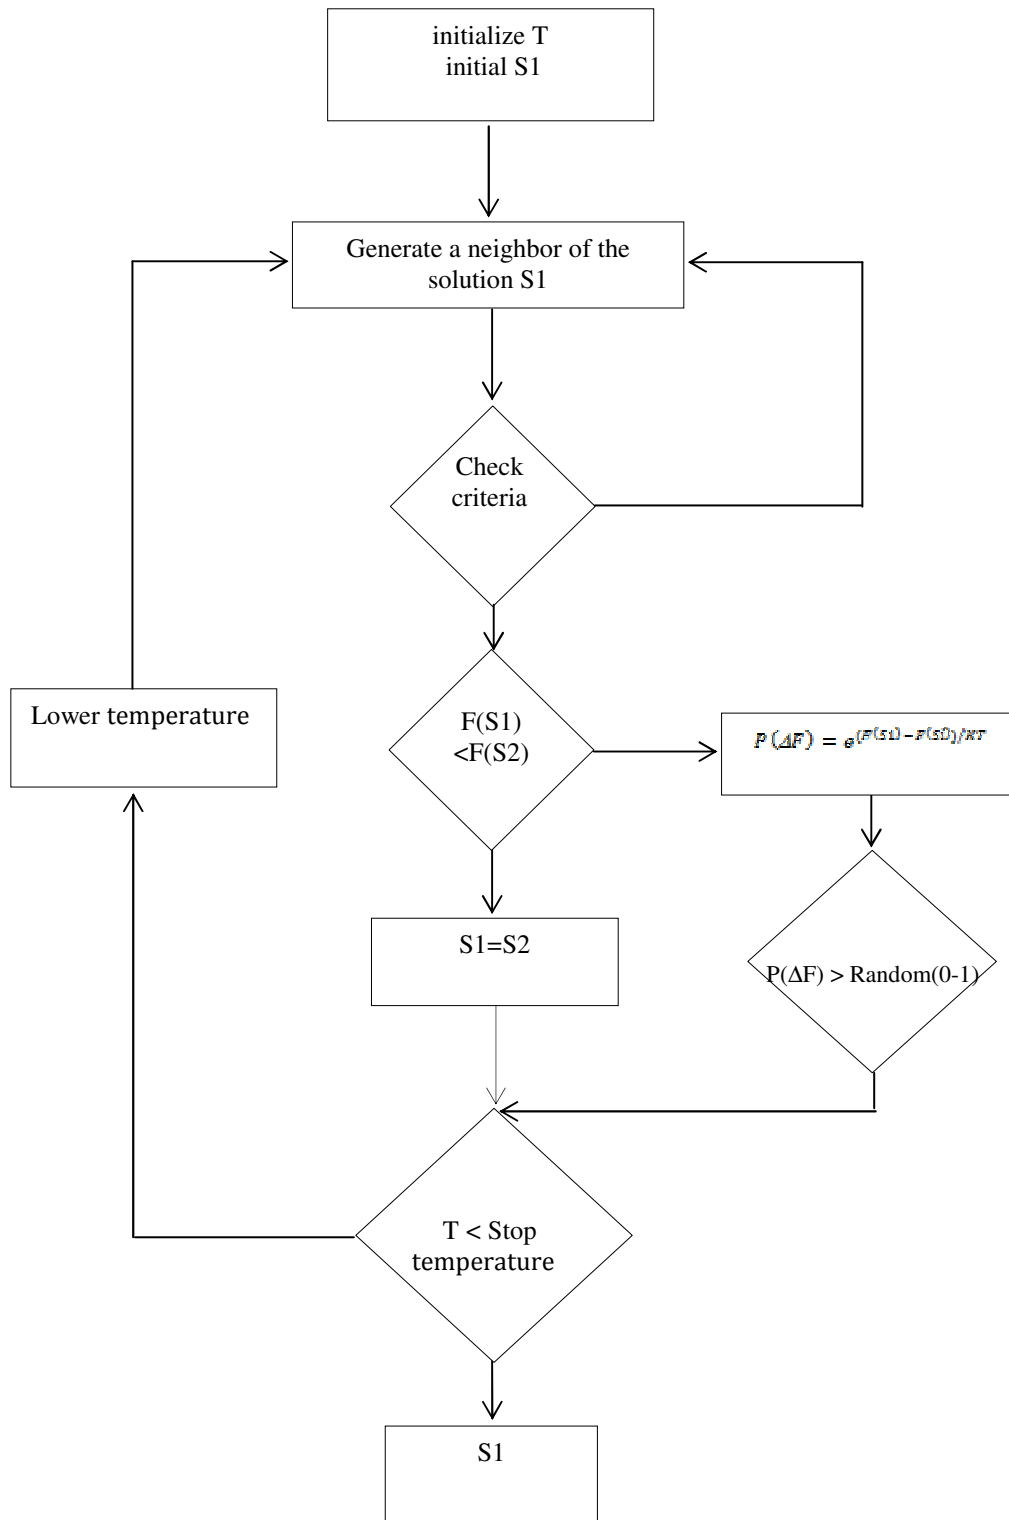 initialize T
initial S1
Generate a neighbor of the
solution S1
Check
criteria
Lower temperature
F(S1)
<F(S2)
P(ΔF) = e
S1=S2
P(ΔF) > Random(0-1)
T < Stop
temperature
S1